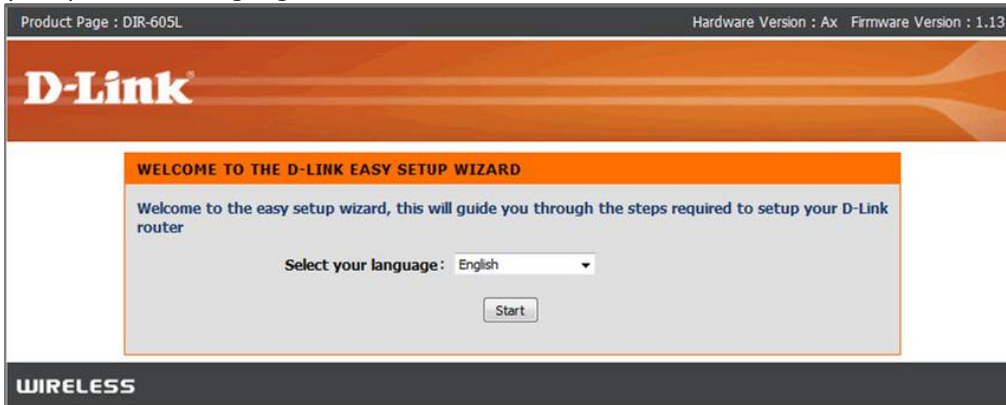 Product Page : DIR-605L Hardware Version : Ax Firmware Version : 1.13
D-Link
WELCOME TO THE D-LINK EASY SETUP WIZARD
Welcome to the easy setup wizard, this will guide you through the steps required to setup your D-Link
router
Select your language: English
Start
WIRELESS